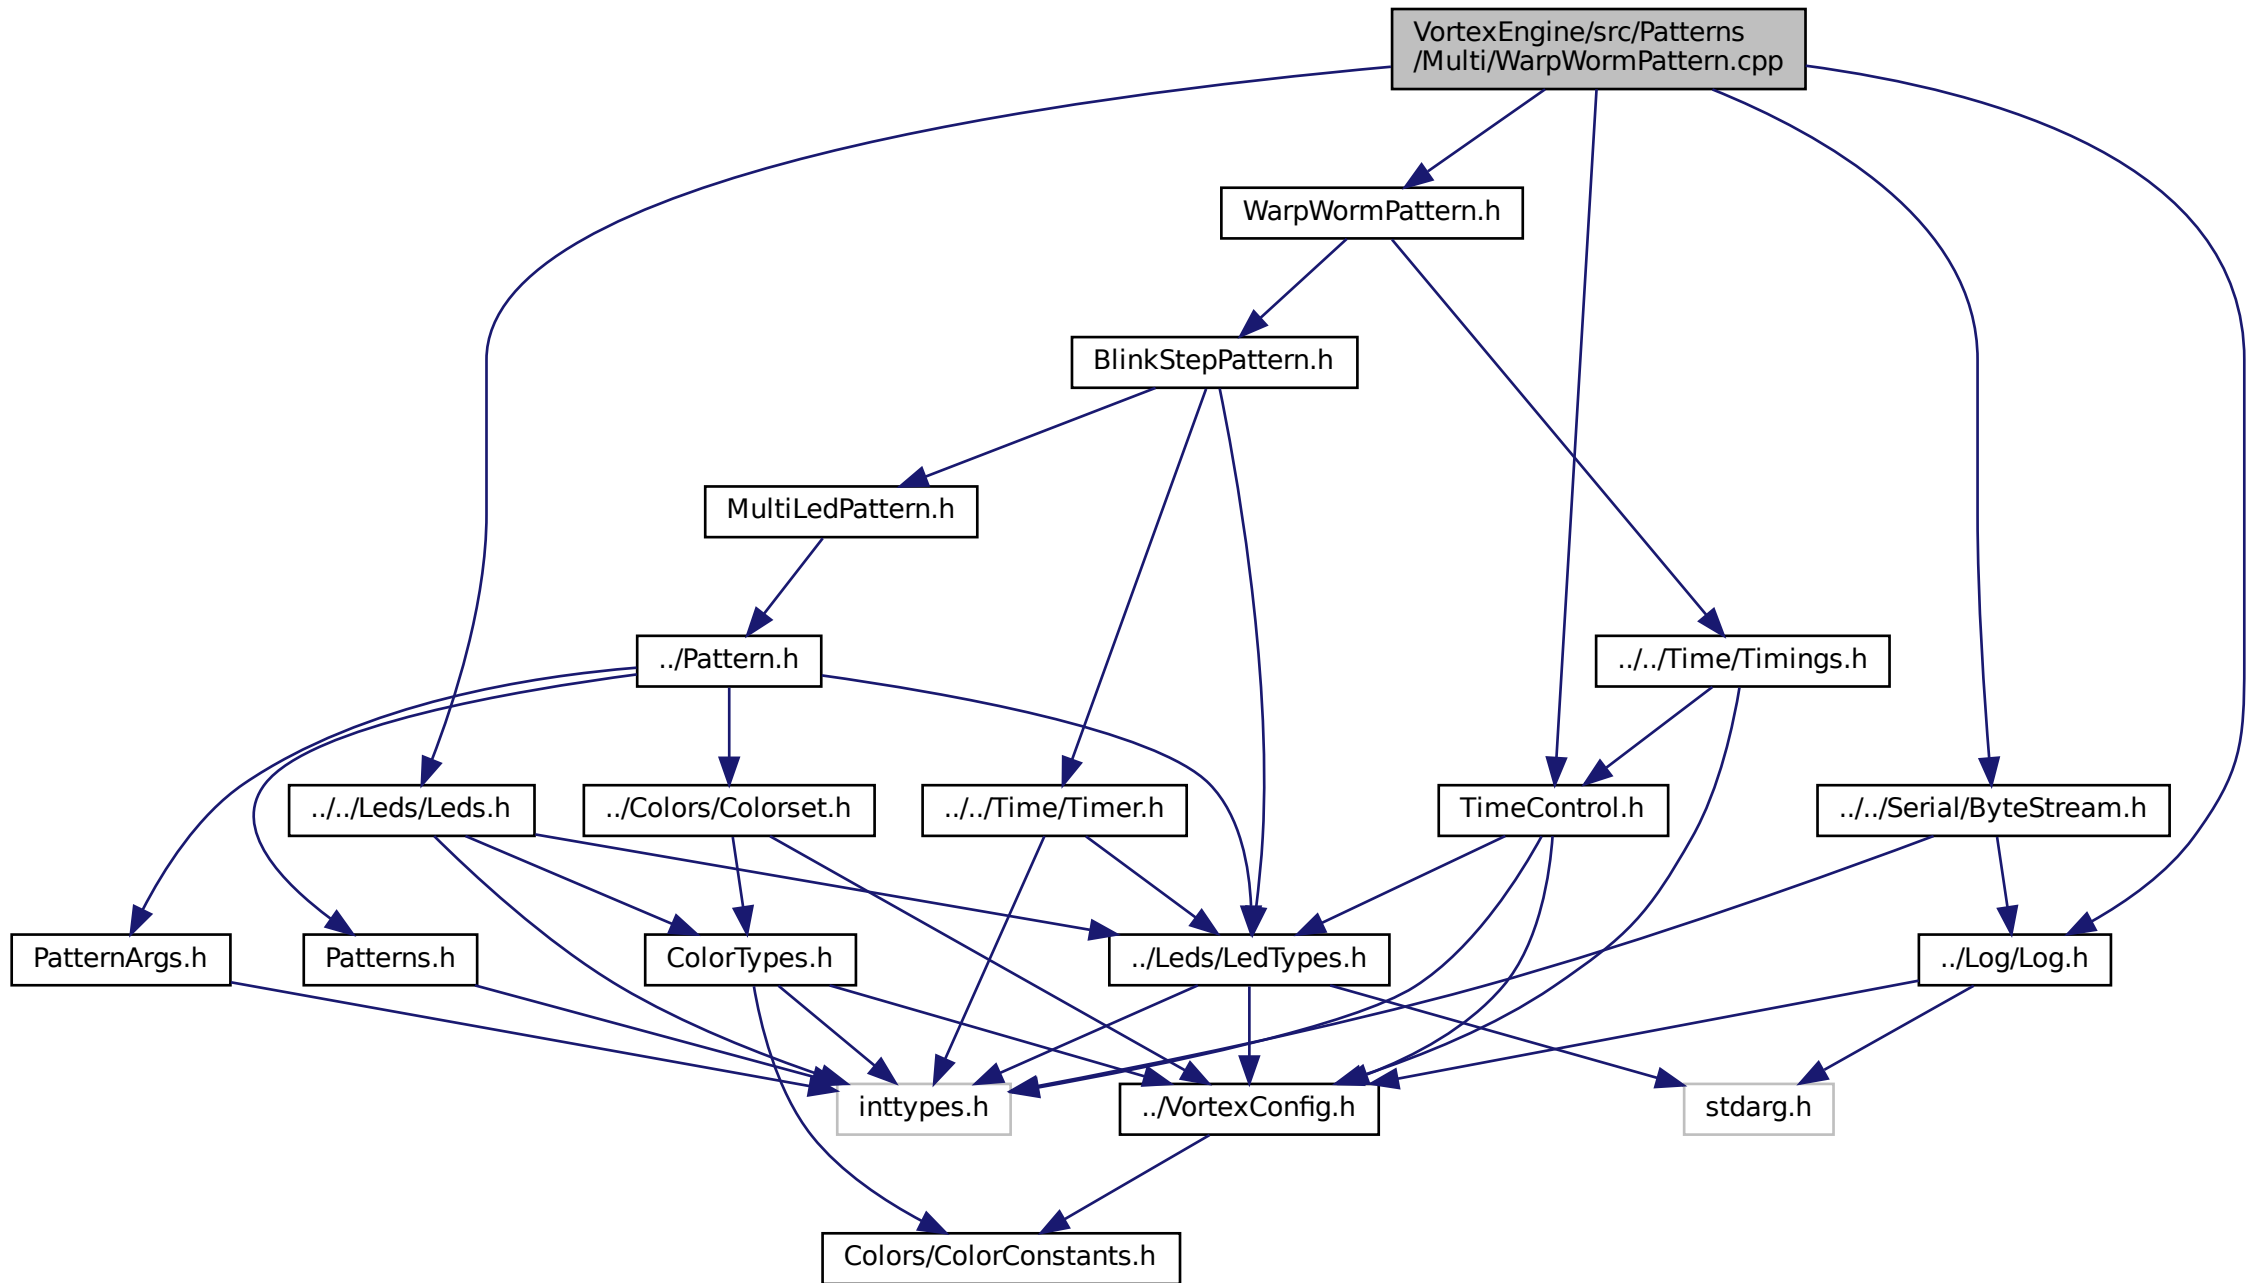 VortexEngine/src/Patterns
/Multi/WarpWormPattern.cpp
WarpWormPattern.h
BlinkStepPattern.h
MultiLedPattern.h
../Pattern.h
../../Time/Timings.h
../../Leds/Leds.h
../Colors/Colorset.h
../../Time/Timer.h
TimeControl.h
../../Serial/ByteStream.h
PatternArgs.h
Patterns.h
ColorTypes.h
../Leds/LedTypes.h
../Log/Log.h
inttypes.h
../VortexConfig.h
stdarg.h
Colors/ColorConstants.h